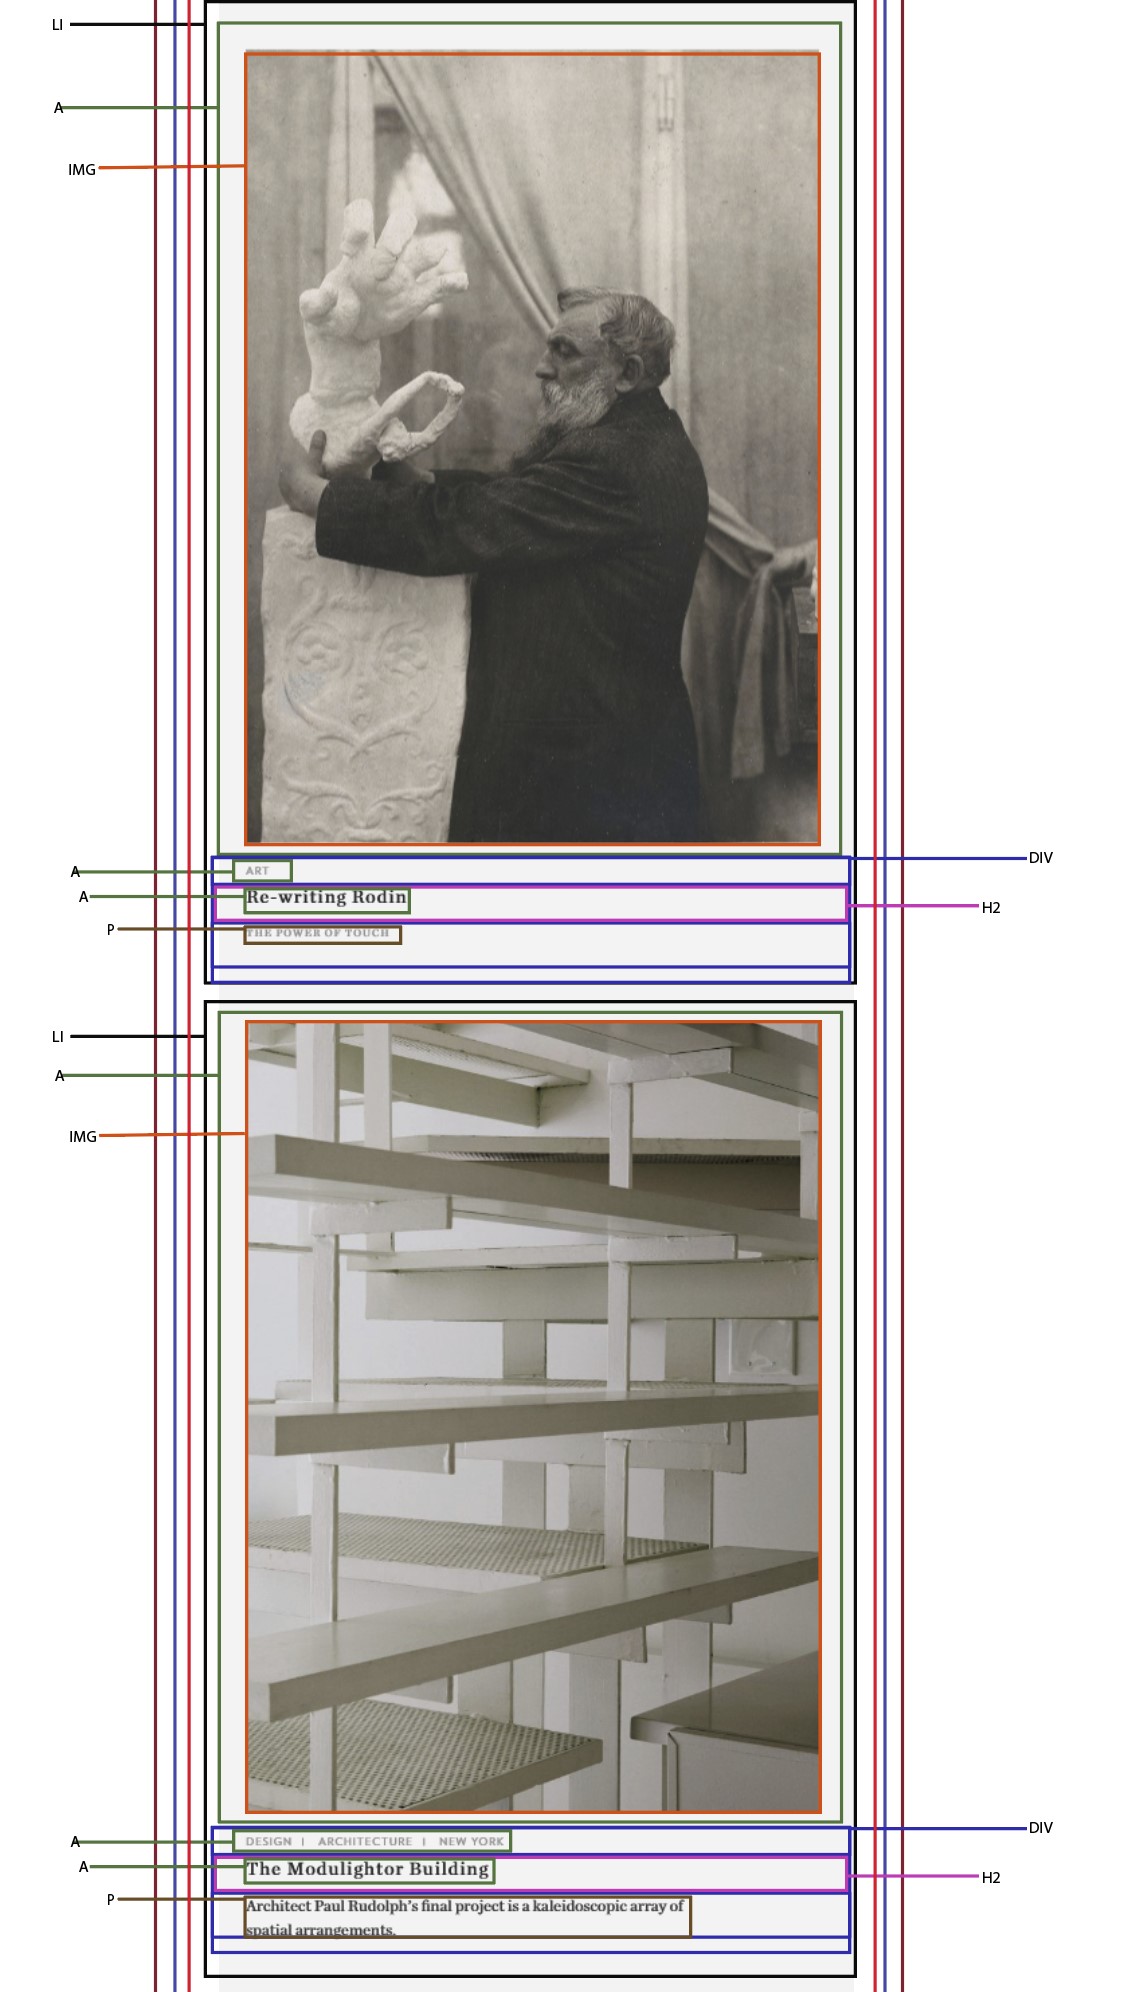 LI
A
IMG
DIV
A ART
A Re-writing Rodin
H2
P THE POWER OF TOUCH
LI
A
IMG
DIV
A DESIGN | ARCHITECTURE | NEW YORK
A The Modulightor Building
H2
P Architect Paul Rudolph's final project is a kaleidoscopic array of
spatial arrangements.